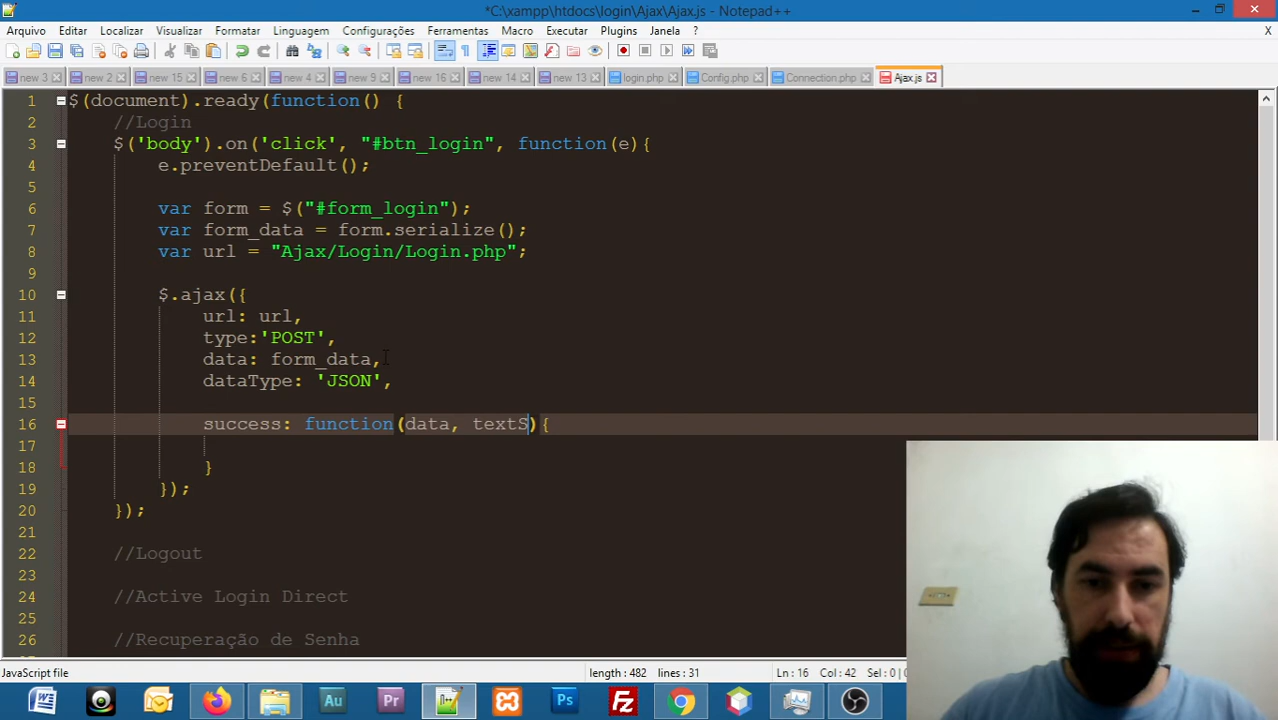 *C:\xampp\htdocs\login\Ajax\Ajax.js - Notepad++
Arquivo Editar Localizar Visualizar Formatar Linguagem Configurações Ferramentas Macro Executar Plugins Janela ? X
new 3 new 2 new 15 new 6 new 4 new 9 new 16 new 14 new 13 login.php Config.php Connection.php Ajax.js
1 $(document).ready(function() {
2 //Login
3 $('body').on('click', "#btn_login", function(e){
4 e.preventDefault();
5
6 var form = $("#form_login");
7 var form_data = form.serialize();
8 var url = "Ajax/Login/Login.php";
9
10 $.ajax({
11 url: url,
12 type:'POST',
13 data: form_data,
14 dataType: 'JSON',
15
16 success: function(data, textS){
17
18 }
19 });
20 });
21
22 //Logout
23
24 //Active Login Direct
25
26 //Recuperação de Senha
JavaScript file length : 482 lines : 31 Ln : 16 Col : 42 Sel : 0 | 0
W Au Pr Ps Fz